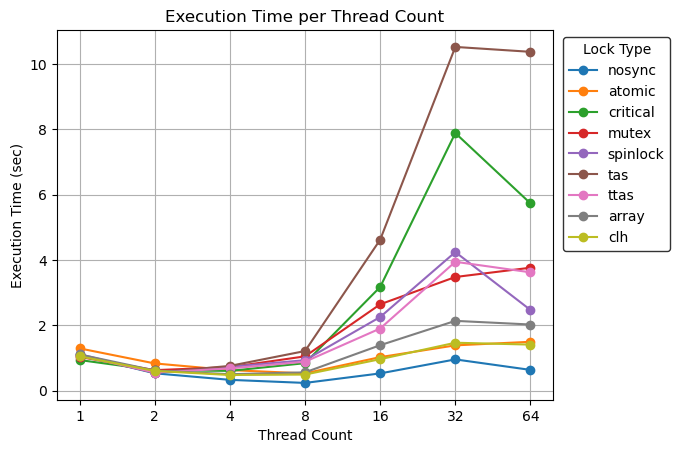 Execution Time per Thread Count
Execution Time (sec)
10
8
6
4
2
0
1 2 4 8 16 32 64
Thread Count
Lock Type
nosync
atomic
critical
mutex
spinlock
tas
ttas
array
clh